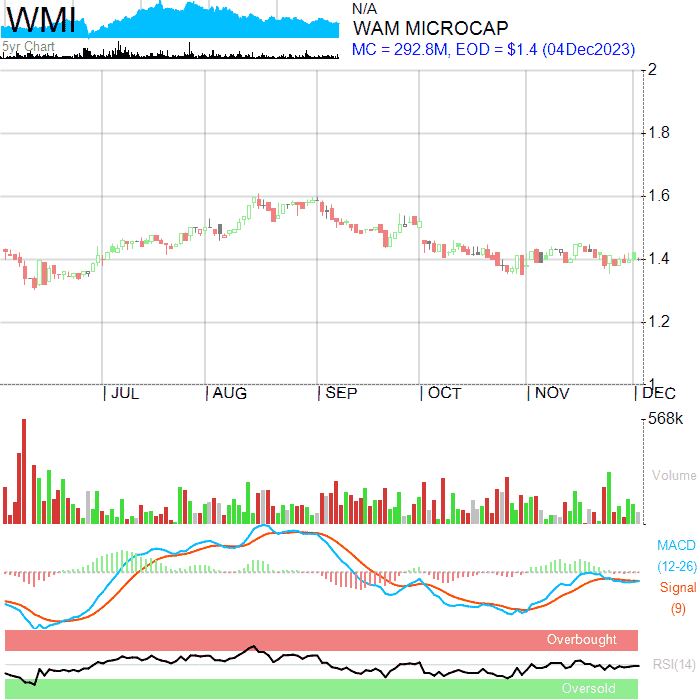 WMI
5yr Chart
N/A
WAM MICROCAP
MC = 292.8M, EOD = $1.4 (04Dec2023)
2
1.8
1.6
1.4
1.2
1
JUL AUG SEP OCT NOV DEC
568k
Volume
MACD
(12-26)
Signal
(9)
Overbought
RSI(14)
Oversold